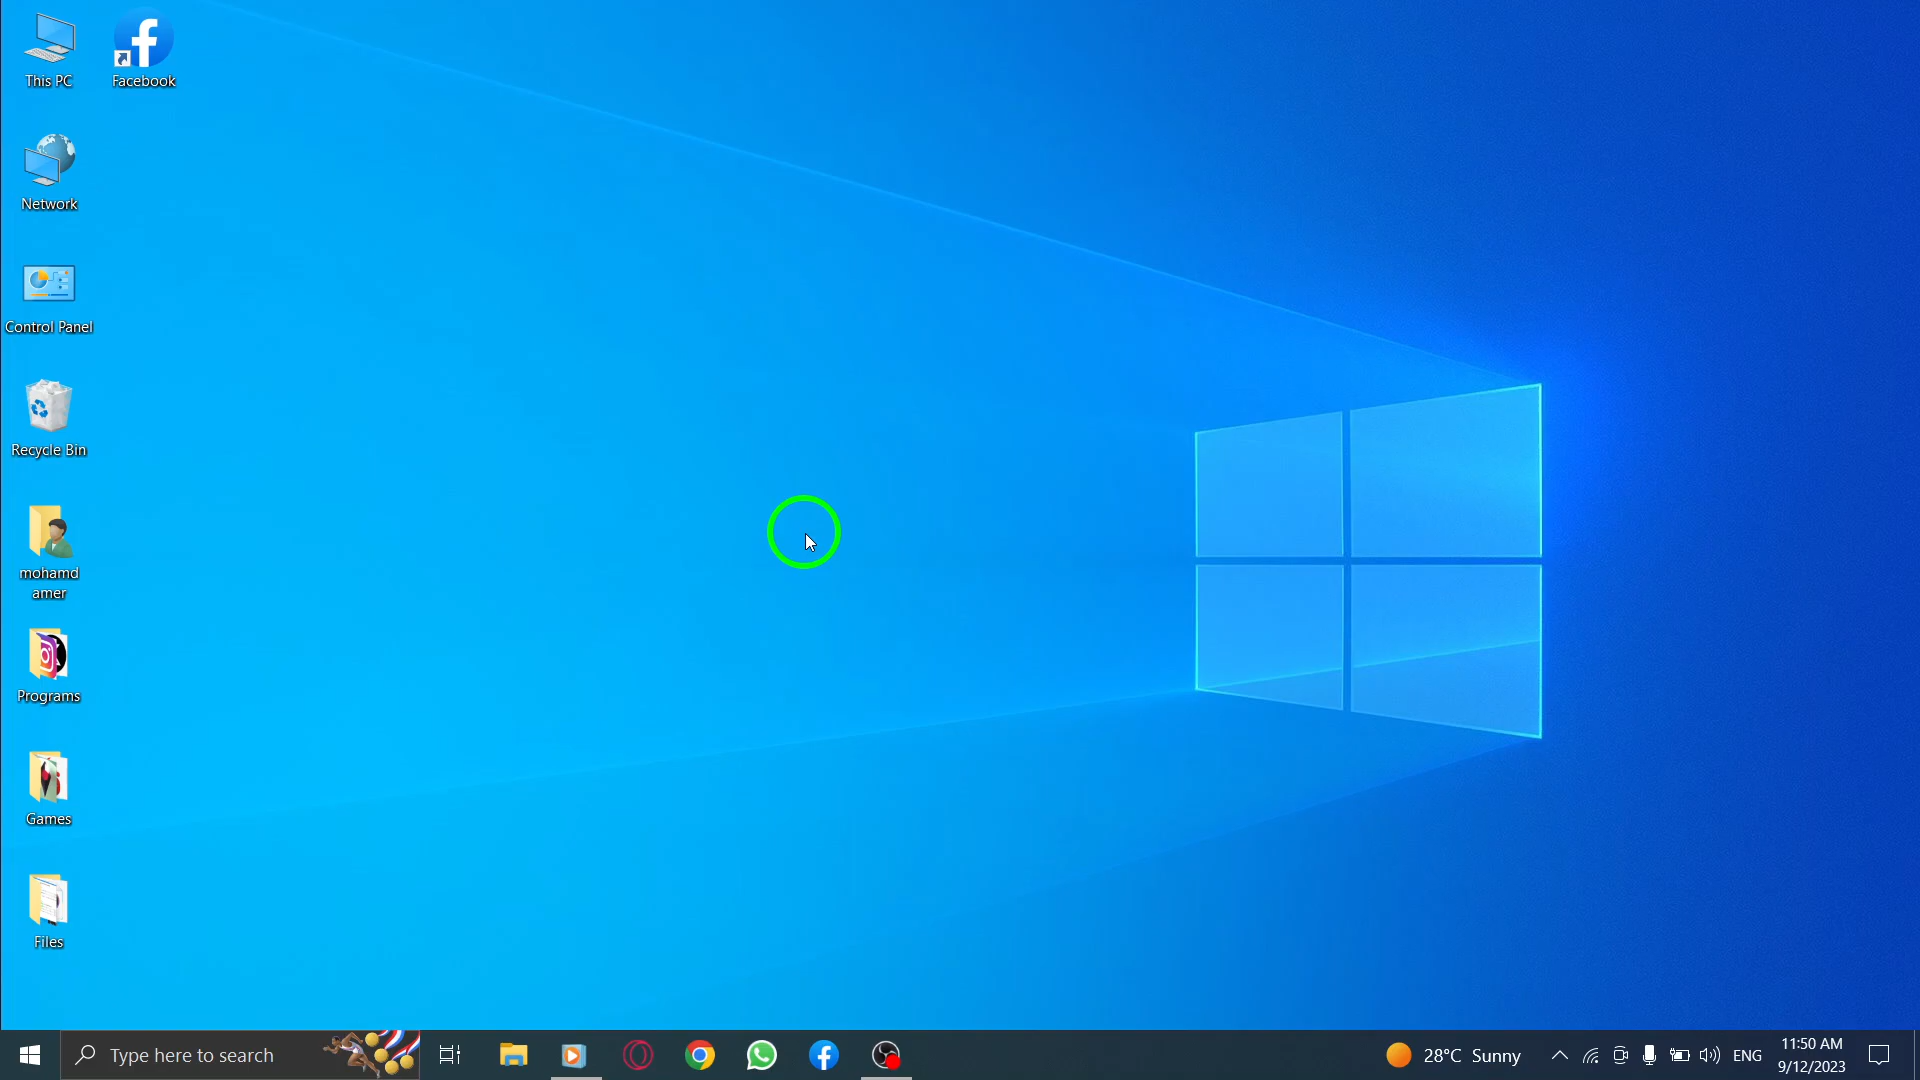 This PC
Facebook
Network
Control Panel
Recycle Bin
mohamd
amer
Programs
Games
Files
Type here to search
28°C Sunny
ENG
11:50 AM
9/12/2023